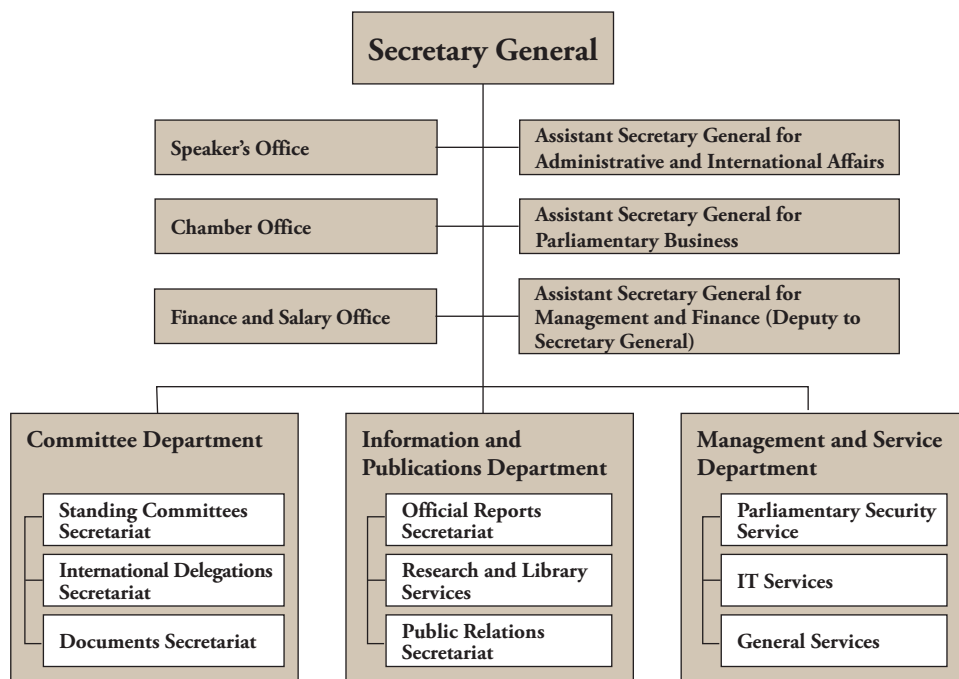 Secretary General
Speaker’s Office
Assistant Secretary General for
Administrative and International Affairs
Chamber Office
Assistant Secretary General for
Parliamentary Business
Finance and Salary Office
Assistant Secretary General for
Management and Finance (Deputy to
Secretary General)
Committee Department
Standing Committees
Secretariat
International Delegations
Secretariat
Documents Secretariat
Information and
Publications Department
Official Reports
Secretariat
Research and Library
Services
Public Relations
Secretariat
Management and Service
Department
Parliamentary Security
Service
IT Services
General Services